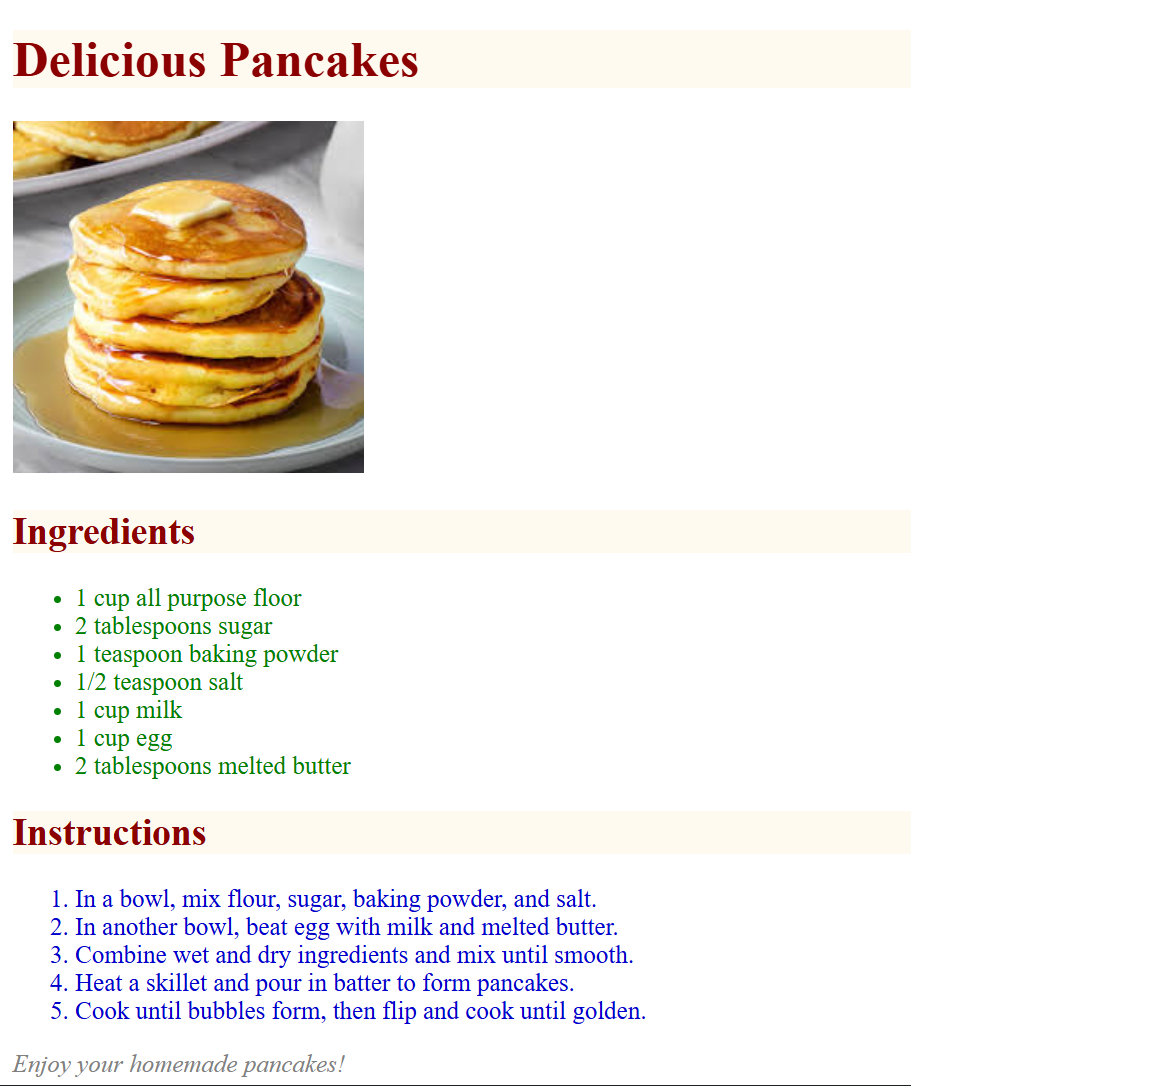 Delicious Pancakes
Ingredients
• 1 cup all purpose floor
• 2 tablespoons sugar
• 1 teaspoon baking powder
• 1/2 teaspoon salt
• 1 cup milk
• 1 cup egg
• 2 tablespoons melted butter
Instructions
1. In a bowl, mix flour, sugar, baking powder, and salt.
2. In another bowl, beat egg with milk and melted butter.
3. Combine wet and dry ingredients and mix until smooth.
4. Heat a skillet and pour in batter to form pancakes.
5. Cook until bubbles form, then flip and cook until golden.
Enjoy your homemade pancakes!